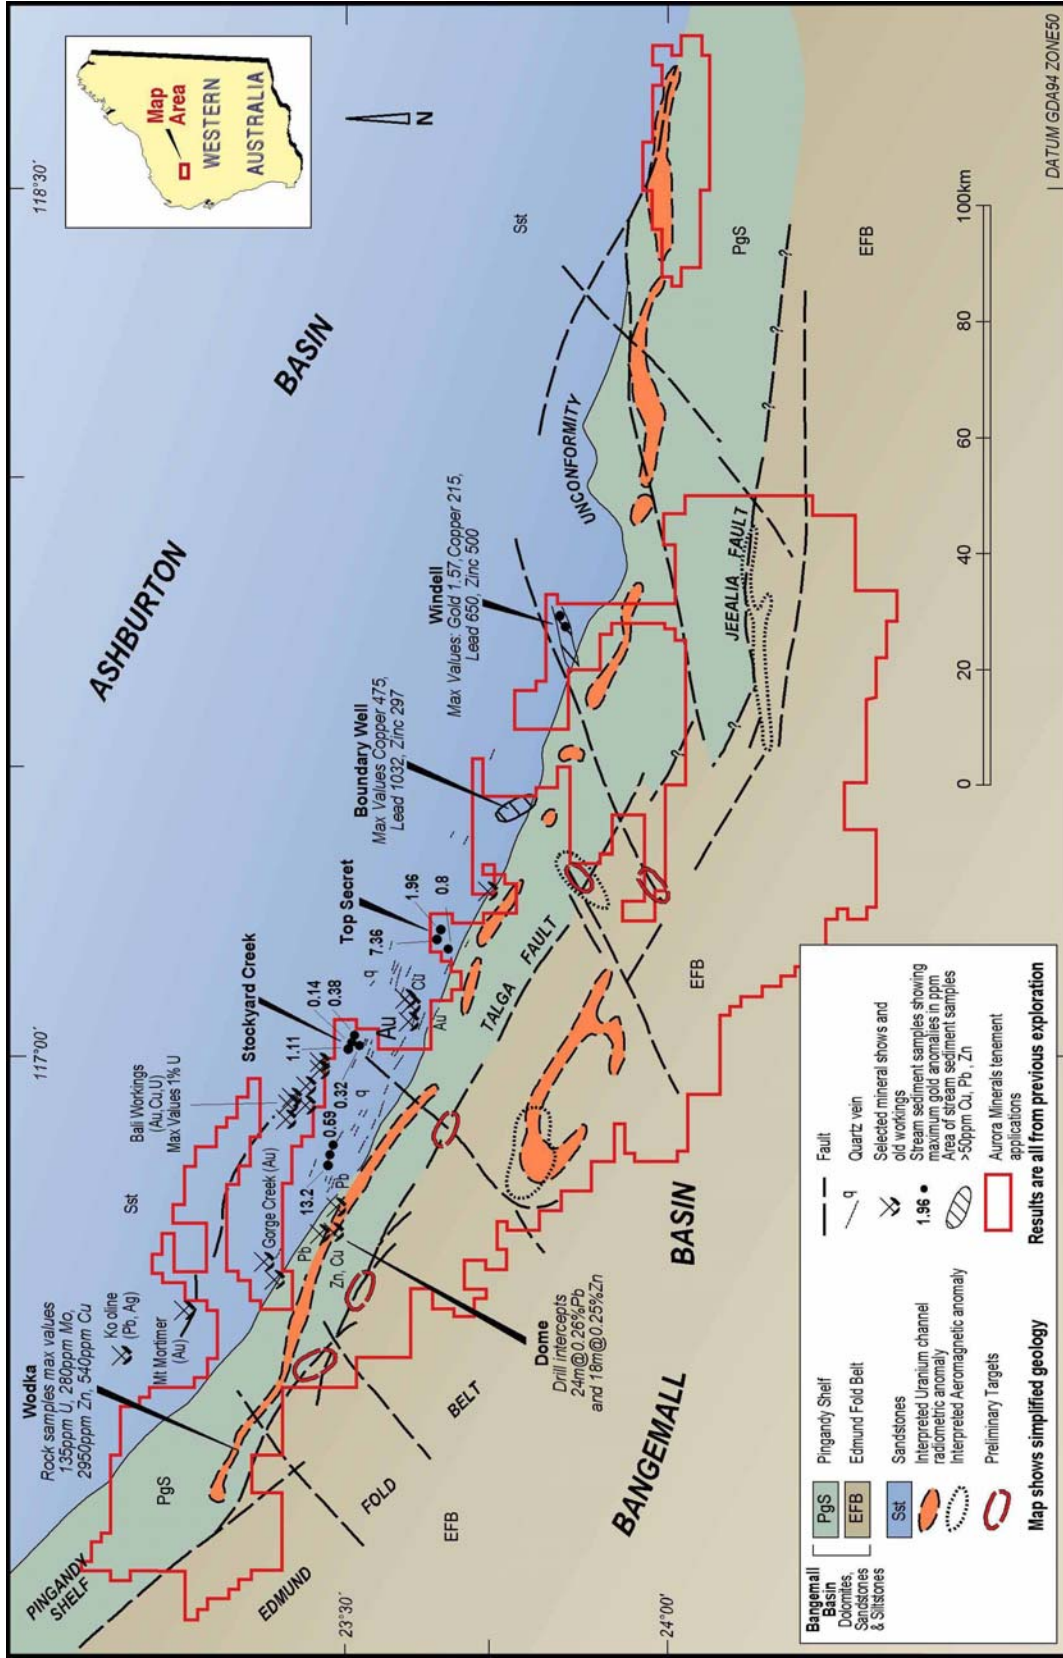 118°30'
117°00'
23°30'
24°00'
Map
Area
WESTERN
AUSTRALIA
N
ASHBURTON
BASIN
Sst
Sst
UNCONFORMITY
Windell
Max Values: Gold 1.57, Copper 215,
Lead 650, Zinc 500
Boundary Well
Max Values Copper 475,
Lead 1032, Zinc 297
Top Secret
1.96
0.8
7.36
Stockyard Creek
0.14
0.38
1.11
0.32
0.69
13.2
q
q
Au
Cu
Au
Bali Workings
(Au,Cu,U)
Max Values 1% U
Gorge Creek (Au)
Ko oline
(Pb, Ag)
Mt Mortimer
(Au)
Wodka
Rock samples max values
135ppm U, 280ppm Mo,
2950ppm Zn, 540ppm Cu
Pb
Pb
Zn, Cu
Dome
Drill intercepts
24m@0.26%Pb
and 18m@0.25%Zn
PINGANDY
SHELF
PgS
EDMUND
FOLD
BELT
EFB
BANGEMALL
BASIN
EFB
TALGA
FAULT
JEEALIA
FAULT
PgS
EFB
?
?
?
?
?
0
20
40
60
80
100km
DATUM GDA94 ZONE50
Bangemall
Basin
Dolomites,
Sandstones
& Siltstones
PgS
Pingandy Shelf
EFB
Edmund Fold Belt
Sst
Sandstones
Interpreted Uranium channel
radiometric anomaly
Interpreted Aeromagnetic anomaly
Preliminary Targets
Map shows simplified geology
Fault
q
Quartz vein
Selected mineral shows and
old workings
1.96
Stream sediment samples showing
maximum gold anomalies in ppm
Area of stream sediment samples
>50ppm Cu, Pb , Zn
Aurora Minerals tenement
applications
Results are all from previous exploration